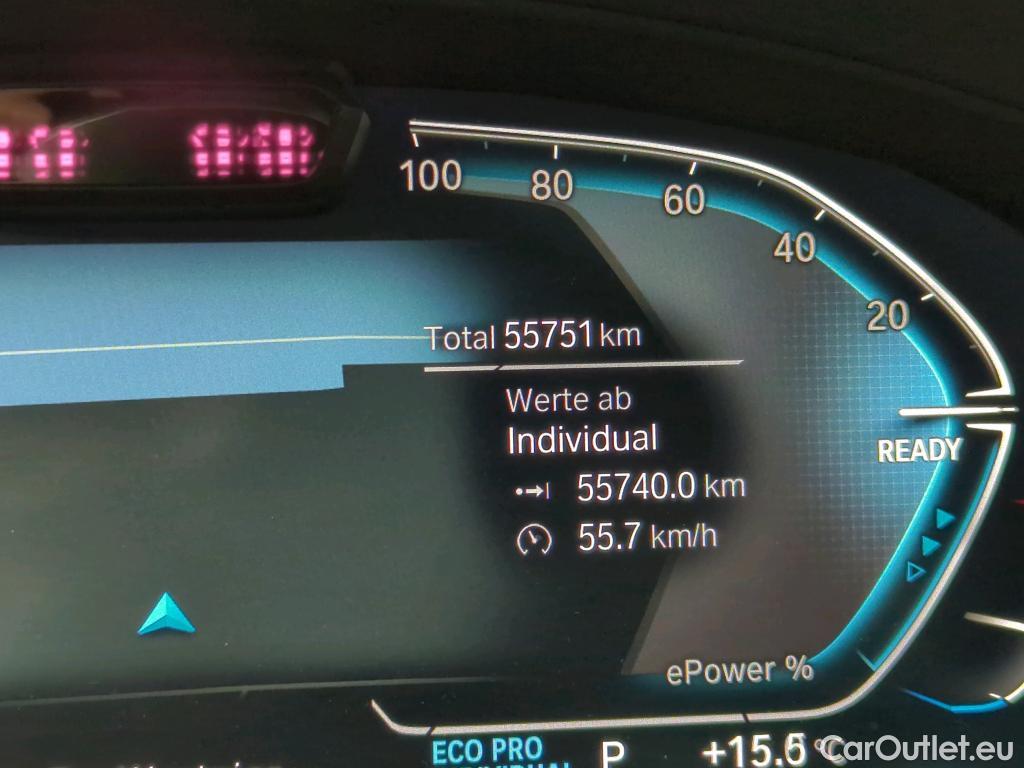 100
80
60
40
20
Total 55751 km
Werte ab
Individual
55740.0 km
55.7 km/h
READY
ePower %
ECO PRO
P
CarOutlet.eu